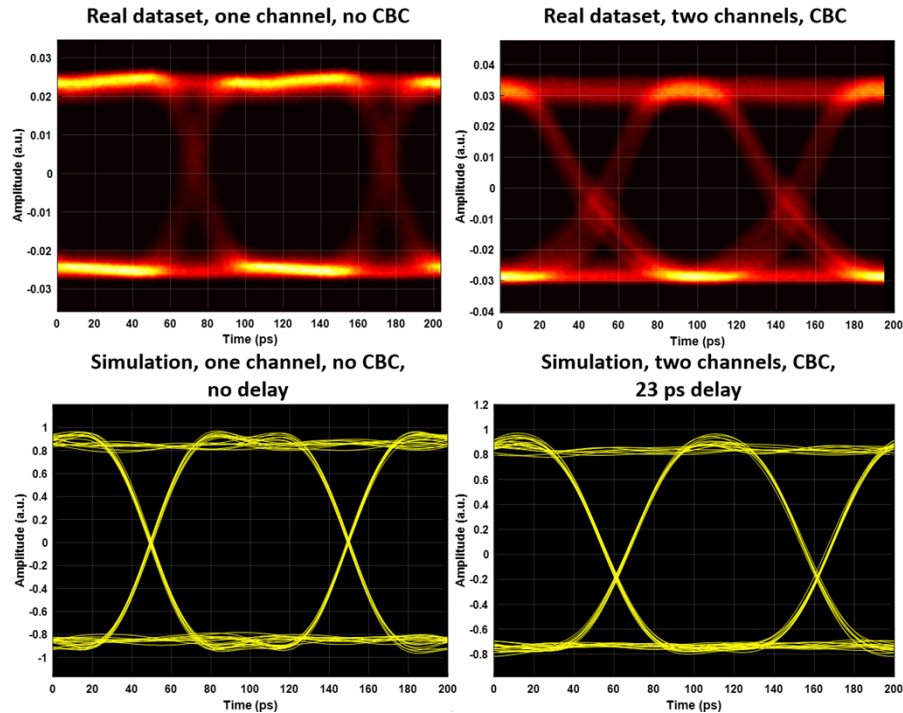 Real dataset, one channel, no CBC
0.03
0.02
0.01
0
-0.01
-0.02
-0.03
Amplitude (a.u.)
0 20 40 60 80 100 120 140 160 180 200
Time (ps)
Real dataset, two channels, CBC
0.04
0.03
0.02
0.01
0
-0.01
-0.02
-0.03
-0.04
Amplitude (a.u.)
0 20 40 60 80 100 120 140 160 180 200
Time (ps)
Simulation, one channel, no CBC,
no delay
1
0.8
0.6
0.4
0.2
0
-0.2
-0.4
-0.6
-0.8
-1
Amplitude (a.u.)
0 20 40 60 80 100 120 140 160 180 200
Time (ps)
Simulation, two channels, CBC,
23 ps delay
1.2
1
0.8
0.6
0.4
0.2
0
-0.2
-0.4
-0.6
-0.8
Amplitude (a.u.)
0 20 40 60 80 100 120 140 160 180 200
Time (ps)